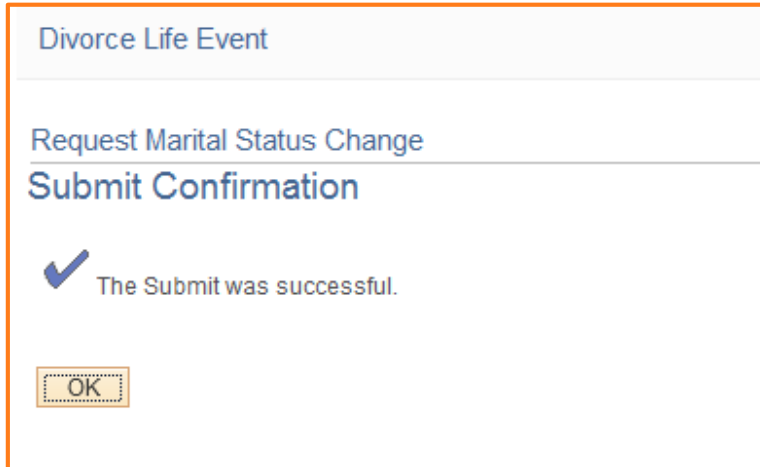 Divorce Life Event
Request Marital Status Change
Submit Confirmation
The Submit was successful.
OK